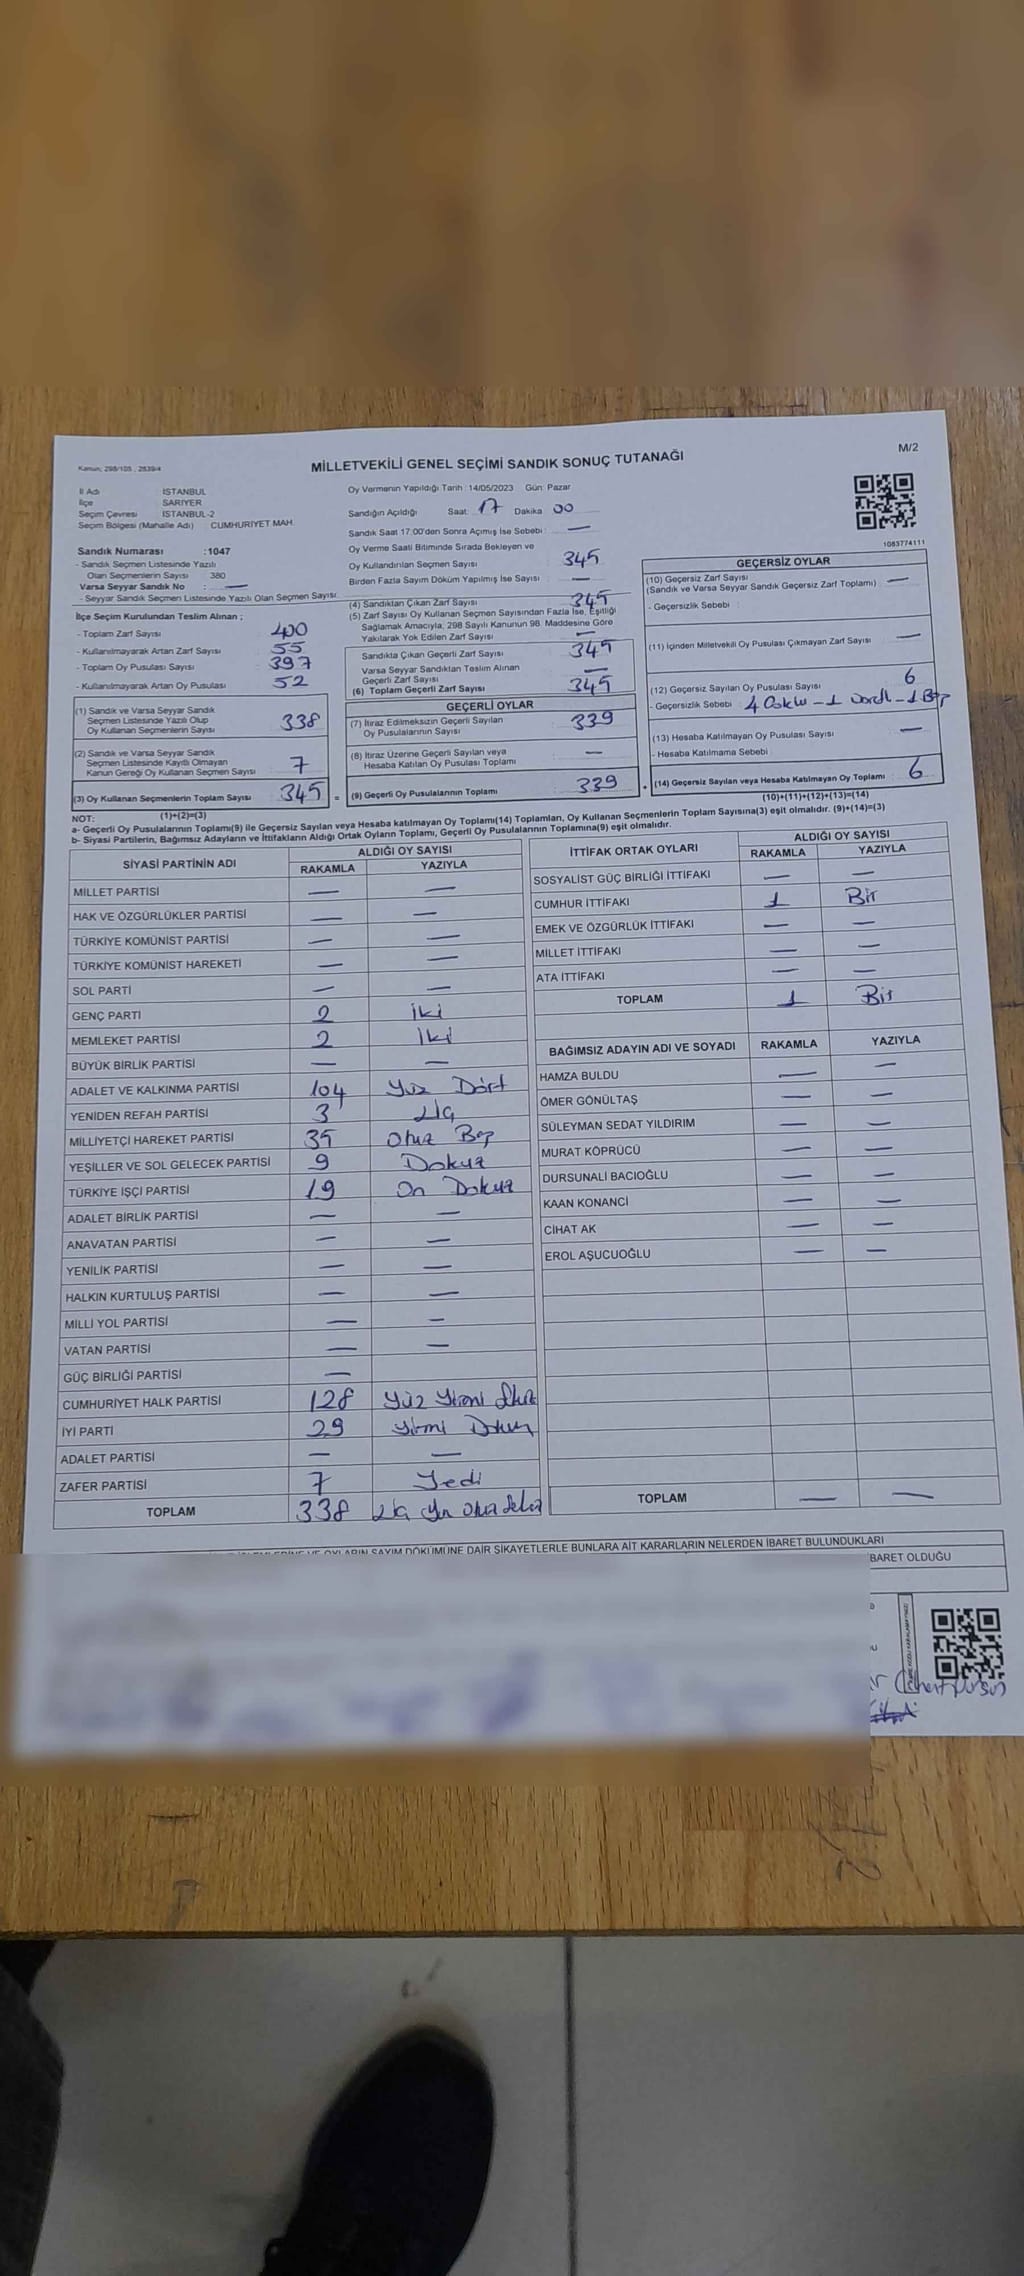 Kanun; 298/105 , 2839/4
MİLLETVEKİLİ GENEL SEÇİMİ SANDIK SONUÇ TUTANAĞI
M/2
İl Adı İSTANBUL
İlçe SARIYER
Seçim Çevresi İSTANBUL-2
Seçim Bölgesi (Mahalle Adı) CUMHURİYET MAH.
Sandık Numarası :1047
- Sandık Seçmen Listesinde Yazılı
Olan Seçmenlerin Sayısı : 380
Varsa Seyyar Sandık No : —
- Seyyar Sandık Seçmen Listesinde Yazılı Olan Seçmen Sayısı
İlçe Seçim Kurulundan Teslim Alınan ;
- Toplam Zarf Sayısı 400
- Kullanılmayarak Artan Zarf Sayısı 55
- Toplam Oy Pusulası Sayısı 397
- Kullanılmayarak Artan Oy Pusulası 52
(1) Sandık ve Varsa Seyyar Sandık
Seçmen Listesinde Yazılı Olup
Oy Kullanan Seçmenlerin Sayısı 338
(2) Sandık ve Varsa Seyyar Sandık
Seçmen Listesinde Kayıtlı Olmayan
Kanun Gereği Oy Kullanan Seçmen Sayısı 7
(3) Oy Kullanan Seçmenlerin Toplam Sayısı 345 =
(1)+(2)=(3)
Oy Vermenin Yapıldığı Tarih :14/05/2023 Gün: Pazar
Sandığın Açıldığı Saat: 17 Dakika 00
Sandık Saat 17:00'den Sonra Açılmış İse Sebebi : —
Oy Verme Saati Bitiminde Sırada Bekleyen ve
Oy Kullandırılan Seçmen Sayısı 345
Birden Fazla Sayım Döküm Yapılmış İse Sayısı —
(4) Sandıktan Çıkan Zarf Sayısı 345
(5) Zarf Sayısı Oy Kullanan Seçmen Sayısından Fazla İse, Eşitliği
Sağlamak Amacıyla; 298 Sayılı Kanunun 98. Maddesine Göre
Yakılarak Yok Edilen Zarf Sayısı —
Sandıkta Çıkan Geçerli Zarf Sayısı 345
Varsa Seyyar Sandıktan Teslim Alınan
Geçerli Zarf Sayısı —
(6) Toplam Geçerli Zarf Sayısı 345
GEÇERLİ OYLAR
(7) İtiraz Edilmeksizin Geçerli Sayılan
Oy Pusulalarının Sayısı 339
(8) İtiraz Üzerine Geçerli Sayılan veya
Hesaba Katılan Oy Pusulası Toplamı —
(9) Geçerli Oy Pusulalarının Toplamı 339 +
1083774111
GEÇERSİZ OYLAR
(10) Geçersiz Zarf Sayısı
(Sandık ve Varsa Seyyar Sandık Geçersiz Zarf Toplamı) —
- Geçersizlik Sebebi :
(11) İçinden Milletvekili Oy Pusulası Çıkmayan Zarf Sayısı —
(12) Geçersiz Sayılan Oy Pusulası Sayısı 6
- Geçersizlik Sebebi : 4 - 1 - 1
(13) Hesaba Katılmayan Oy Pusulası Sayısı —
- Hesaba Katılmama Sebebi :
(14) Geçersiz Sayılan veya Hesaba Katılmayan Oy Toplamı 6
(10)+(11)+(12)+(13)=(14)
NOT:
a- Geçerli Oy Pusulalarının Toplamı(9) ile Geçersiz Sayılan veya Hesaba katılmayan Oy Toplamı(14) Toplamları, Oy Kullanan Seçmenlerin Toplam Sayısına(3) eşit olmalıdır. (9)+(14)=(3)
b- Siyasi Partilerin, Bağımsız Adayların ve İttifakların Aldığı Ortak Oyların Toplamı, Geçerli Oy Pusulalarının Toplamına(9) eşit olmalıdır.
SİYASİ PARTİNİN ADI ALDIĞI OY SAYISI
RAKAMLA YAZIYLA
MİLLET PARTİSİ — —
HAK VE ÖZGÜRLÜKLER PARTİSİ — —
TÜRKİYE KOMÜNİST PARTİSİ — —
TÜRKİYE KOMÜNİST HAREKETİ — —
SOL PARTİ — —
GENÇ PARTİ 2 İki
MEMLEKET PARTİSİ 2 İki
BÜYÜK BİRLİK PARTİSİ — —
ADALET VE KALKINMA PARTİSİ 104 Yüz Dört
YENİDEN REFAH PARTİSİ 3 Üç
MİLLİYETÇİ HAREKET PARTİSİ 35 Otuz Beş
YEŞİLLER VE SOL GELECEK PARTİSİ 9 Dokuz
TÜRKİYE İŞÇİ PARTİSİ 19 On Dokuz
ADALET BİRLİK PARTİSİ — —
ANAVATAN PARTİSİ — —
YENİLİK PARTİSİ — —
HALKIN KURTULUŞ PARTİSİ — —
MİLLİ YOL PARTİSİ — —
VATAN PARTİSİ — —
GÜÇ BİRLİĞİ PARTİSİ —
CUMHURİYET HALK PARTİSİ 128 Yüz Yirmi Sekiz
İYİ PARTİ 29 Yirmi Dokuz
ADALET PARTİSİ — —
ZAFER PARTİSİ 7 Yedi
TOPLAM 338 Üç Yüz Otuz Sekiz
İTTİFAK ORTAK OYLARI ALDIĞI OY SAYISI
RAKAMLA YAZIYLA
SOSYALİST GÜÇ BİRLİĞİ İTTİFAKI — —
CUMHUR İTTİFAKI 1 Bir
EMEK VE ÖZGÜRLÜK İTTİFAKI — —
MİLLET İTTİFAKI — —
ATA İTTİFAKI — —
TOPLAM 1 Bir
BAĞIMSIZ ADAYIN ADI VE SOYADI RAKAMLA YAZIYLA
HAMZA BULDU — —
ÖMER GÖNÜLTAŞ — —
SÜLEYMAN SEDAT YILDIRIM — —
MURAT KÖPRÜCÜ — —
DURSUNALİ BACIOĞLU — —
KAAN KONANCİ — —
CİHAT AK — —
EROL AŞUCUOĞLU — —
TOPLAM — —
OYLARIN SAYIM DÖKÜMÜNE DAİR ŞİKAYETLERLE BUNLARA AİT KARARLARIN NELERDEN İBARET BULUNDUKLARI
BARET OLDUĞU